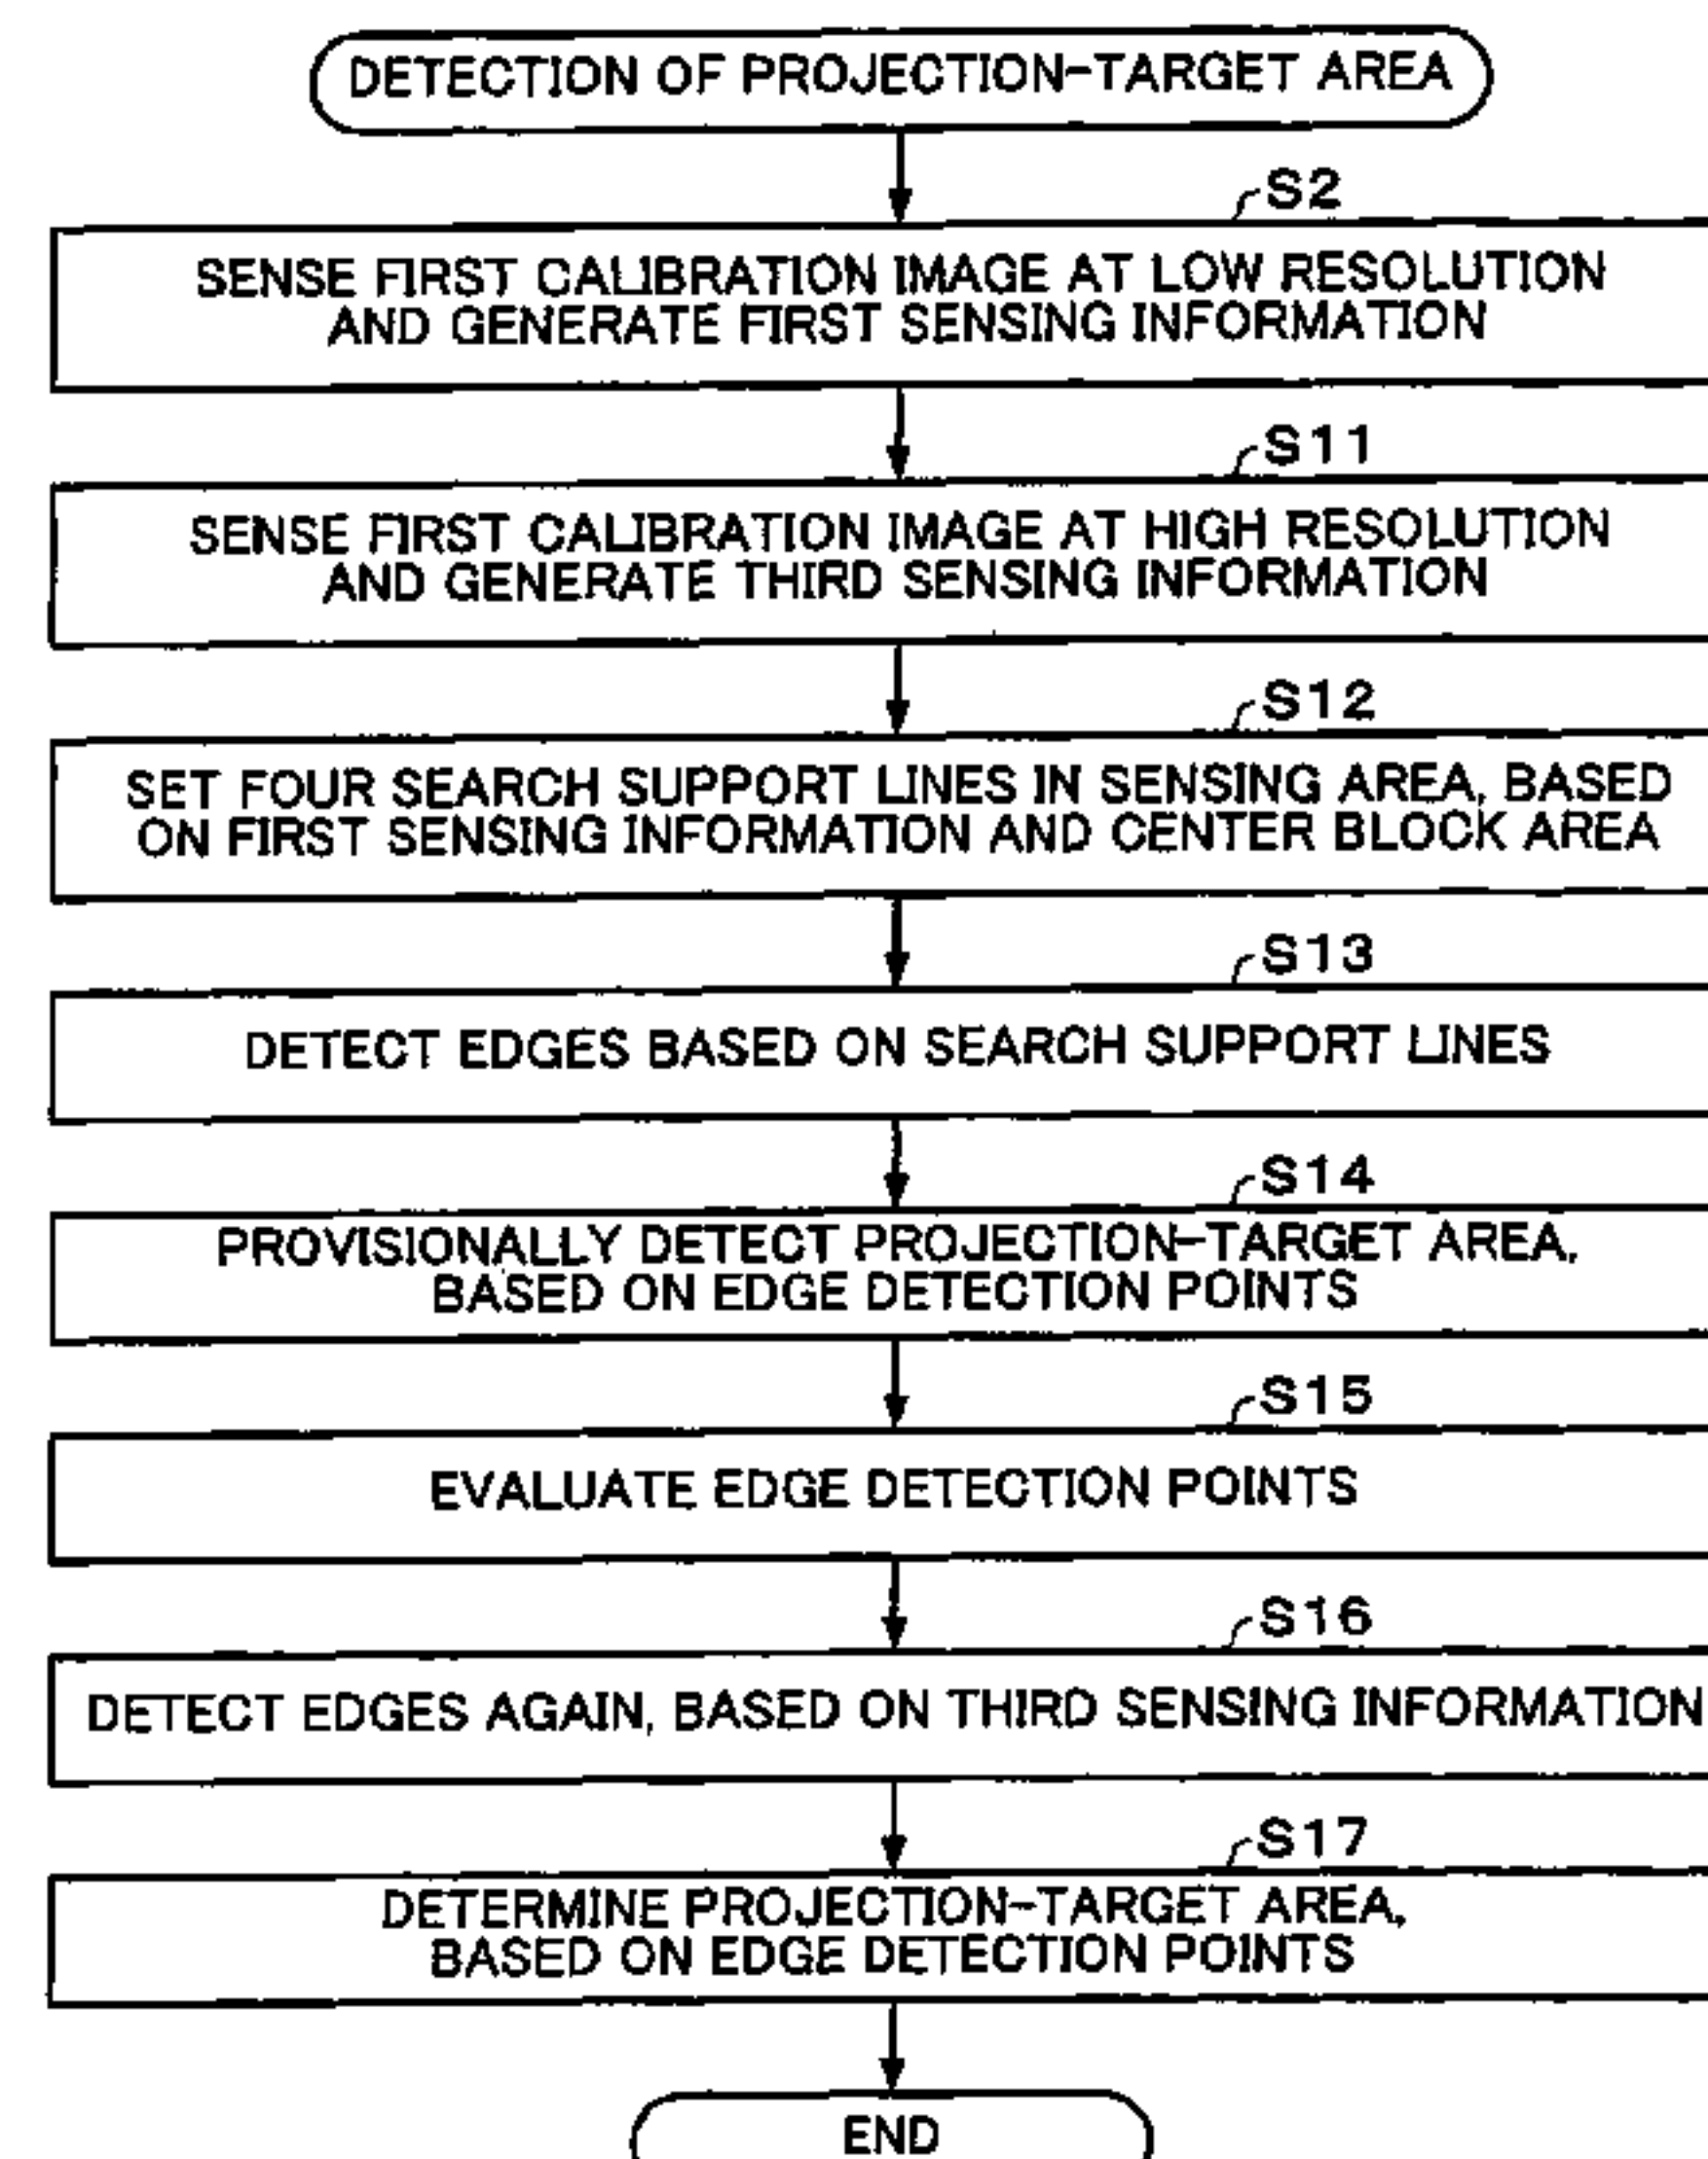 DETECTION OF PROJECTION-TARGET AREA
S2
SENSE FIRST CALIBRATION IMAGE AT LOW RESOLUTION
AND GENERATE FIRST SENSING INFORMATION
S11
SENSE FIRST CALIBRATION IMAGE AT HIGH RESOLUTION
AND GENERATE THIRD SENSING INFORMATION
S12
SET FOUR SEARCH SUPPORT LINES IN SENSING AREA, BASED
ON FIRST SENSING INFORMATION AND CENTER BLOCK AREA
S13
DETECT EDGES BASED ON SEARCH SUPPORT LINES
S14
PROVISIONALLY DETECT PROJECTION-TARGET AREA,
BASED ON EDGE DETECTION POINTS
S15
EVALUATE EDGE DETECTION POINTS
S16
DETECT EDGES AGAIN, BASED ON THIRD SENSING INFORMATION
S17
DETERMINE PROJECTION-TARGET AREA,
BASED ON EDGE DETECTION POINTS
END